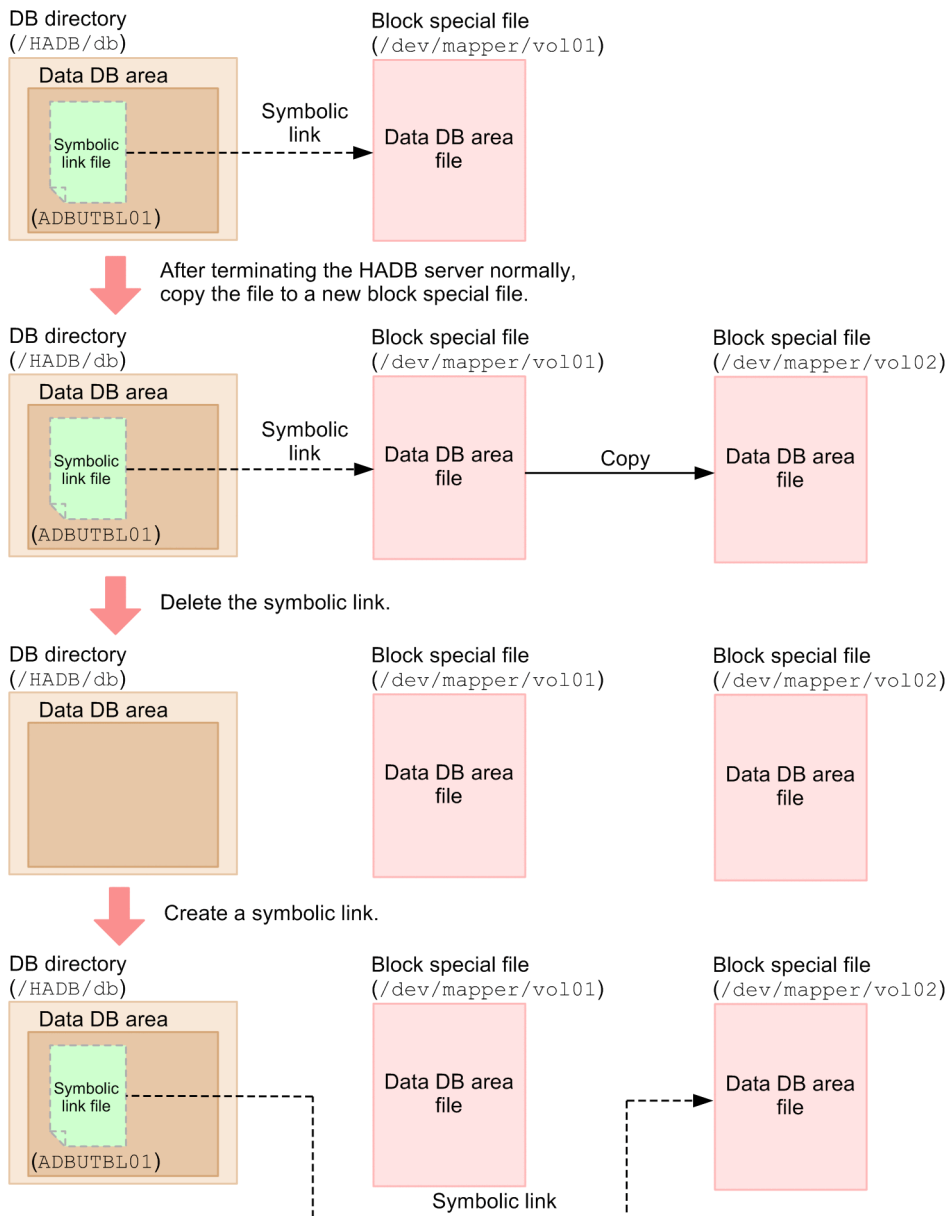 DB directory
(/HADB/db)
Block special file
(/dev/mapper/vol01)
Data DB area
Symbolic
link file
(ADBUTBL01)
Symbolic
link
Data DB area
file
After terminating the HADB server normally,
copy the file to a new block special file.
DB directory
(/HADB/db)
Block special file
(/dev/mapper/vol01)
Block special file
(/dev/mapper/vol02)
Data DB area
Symbolic
link file
(ADBUTBL01)
Symbolic
link
Data DB area
file
Copy
Data DB area
file
Delete the symbolic link.
DB directory
(/HADB/db)
Block special file
(/dev/mapper/vol01)
Block special file
(/dev/mapper/vol02)
Data DB area
Data DB area
file
Data DB area
file
Create a symbolic link.
DB directory
(/HADB/db)
Block special file
(/dev/mapper/vol01)
Block special file
(/dev/mapper/vol02)
Data DB area
Symbolic
link file
(ADBUTBL01)
Data DB area
file
Data DB area
file
Symbolic link